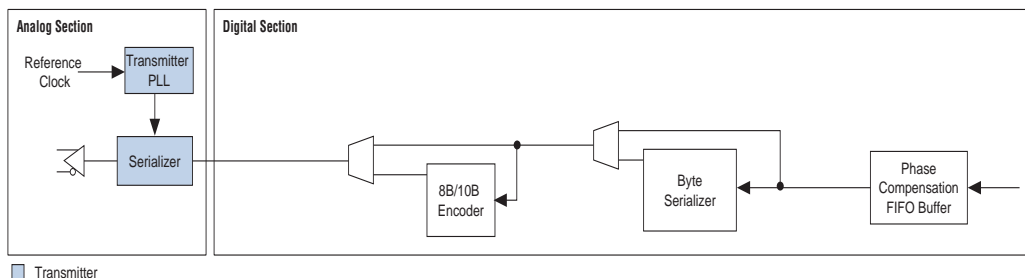 Analog Section
Digital Section
Reference
Clock
Transmitter
PLL
Serializer
8B/10B
Encoder
Byte
Serializer
Phase
Compensation
FIFO Buffer
Transmitter